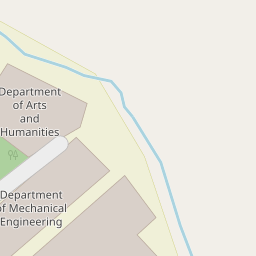 Department
of Arts
and
Humanities
Department
of Mechanical
Engineering